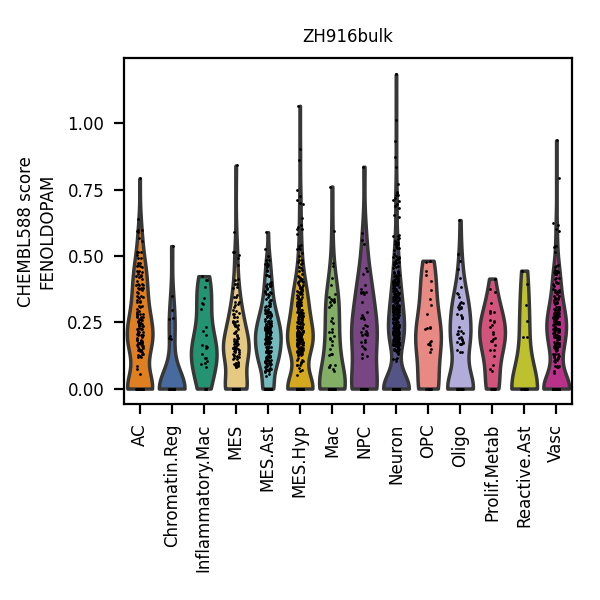 ZH916bulk
CHEMBL588 score
FENOLDOPAM
1.00
0.75
0.50
0.25
0.00
AC
Chromatin.Reg
Inflammatory.Mac
MES
MES.Ast
MES.Hyp
Mac
NPC
Neuron
OPC
Oligo
Prolif.Metab
Reactive.Ast
Vasc